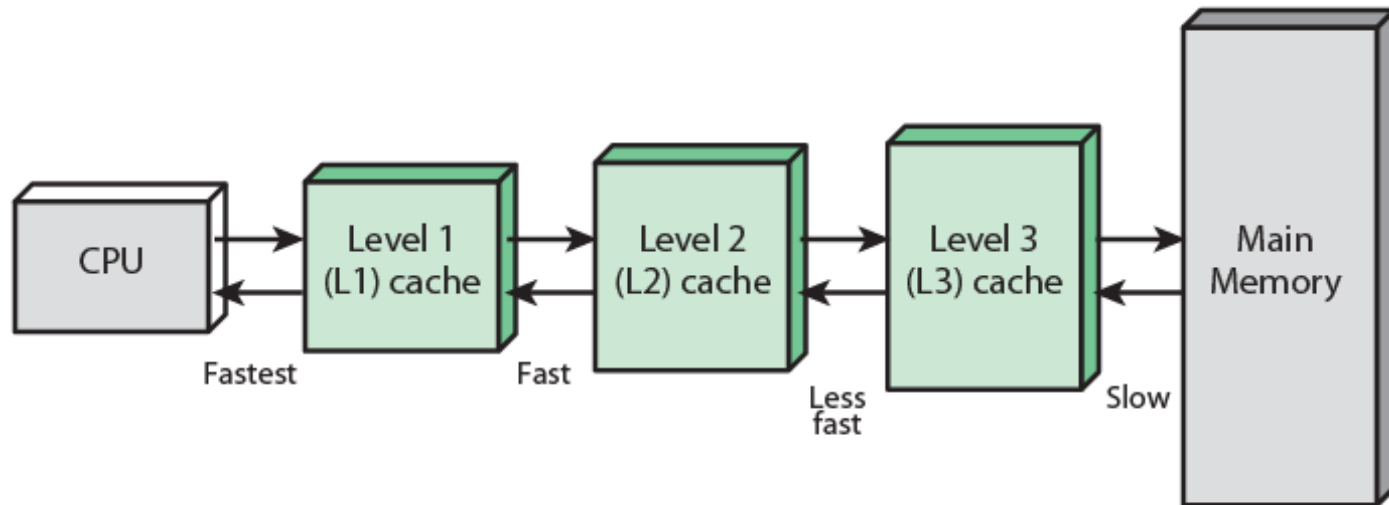 CPU
Level 1
(L1) cache
Level 2
(L2) cache
Level 3
(L3) cache
Main
Memory
Fastest
Fast
Less
fast
Slow